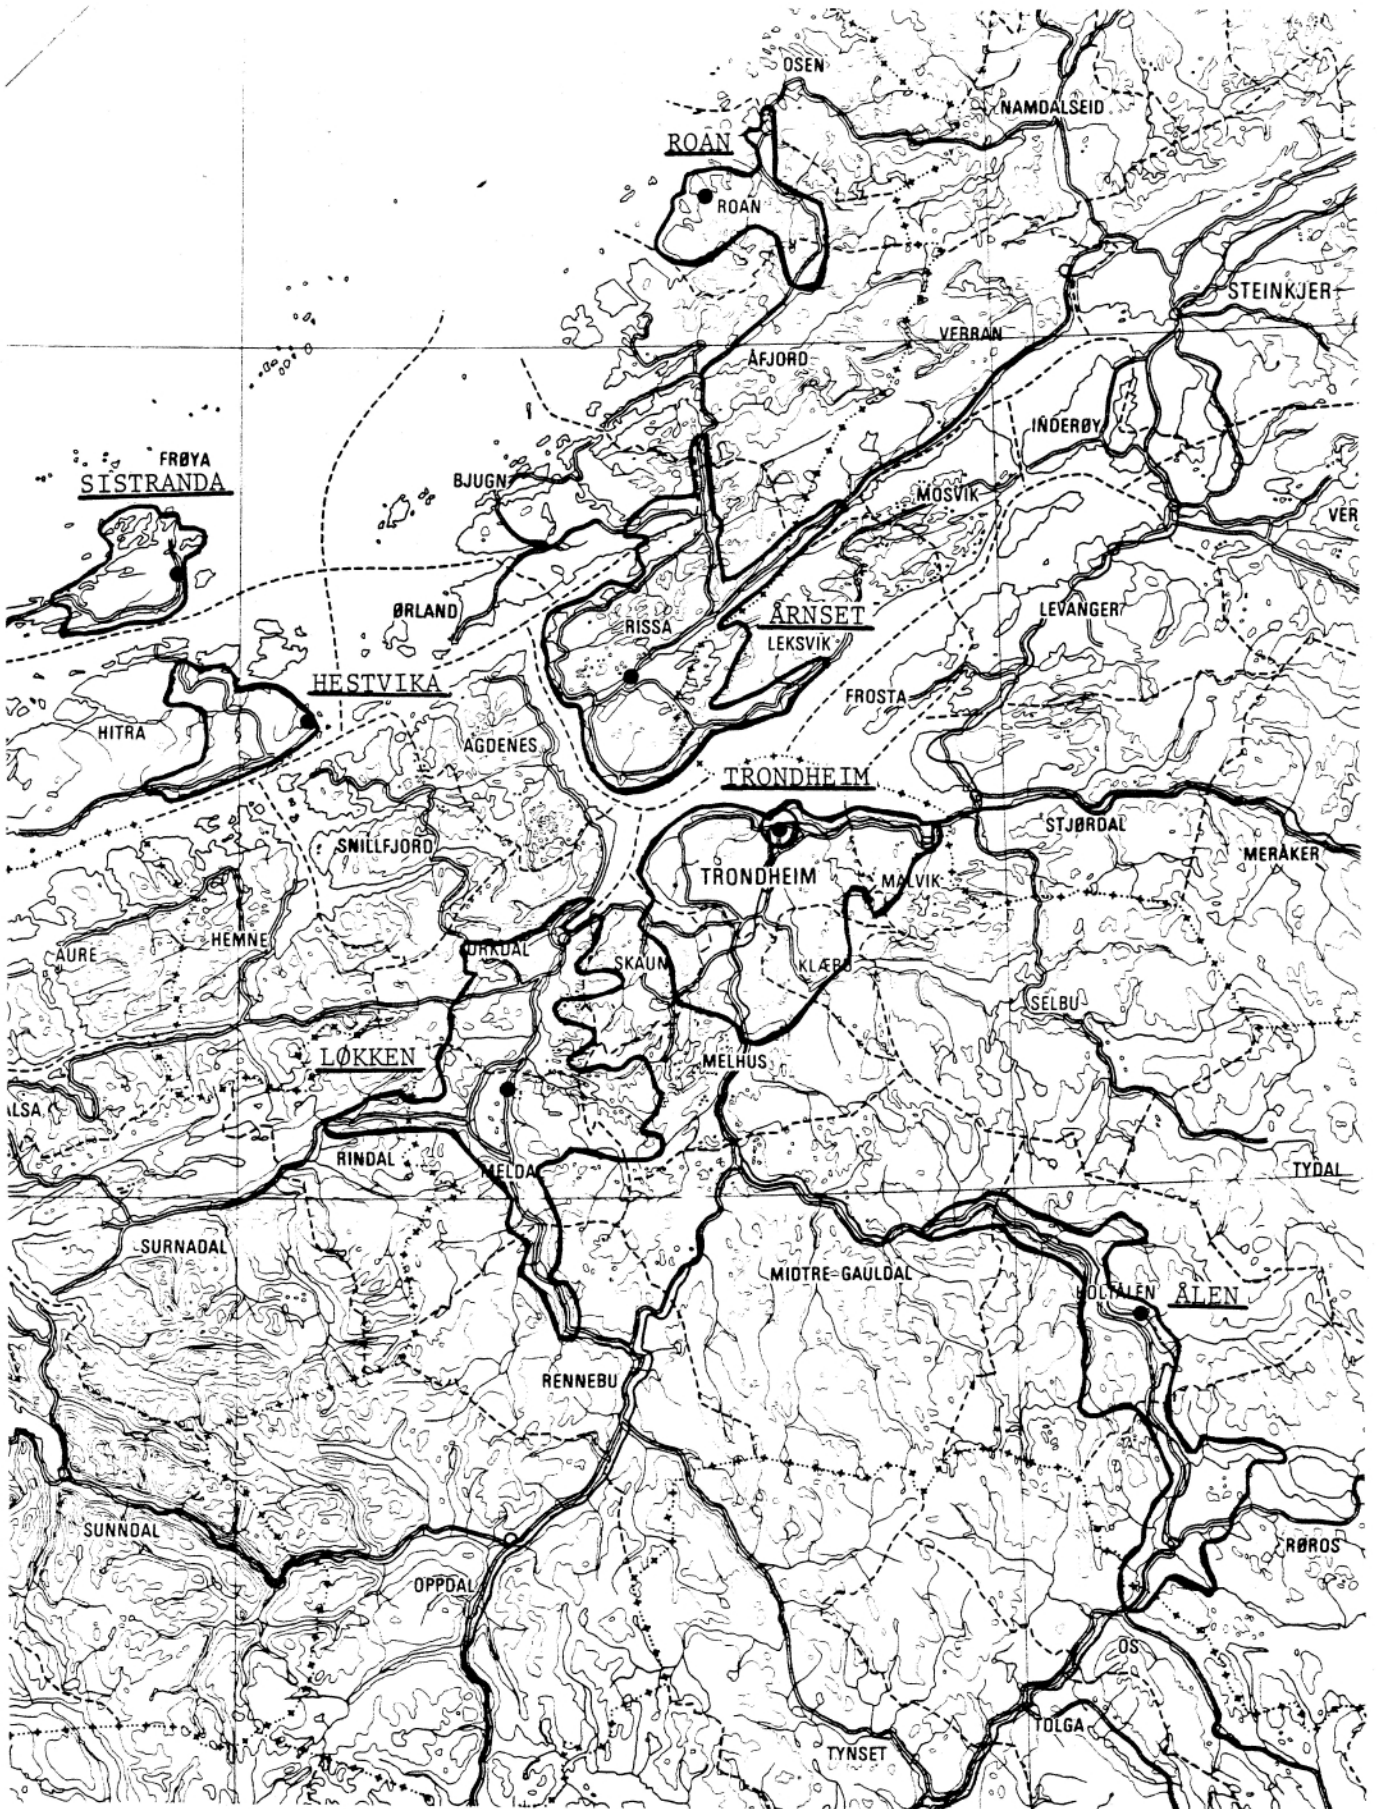 OSEN
NAMDALSEID
ROAN
ROAN
STEINKJER
VERRAN
ÅFJORD
INDERØY
FRØYA
SISTRANDA
BJUGN
MOSVIK
VER
ØRLAND
RISSA
ÅRNSET
LEVANGER
LEKSVIK
HESTVIKA
FROSTA
HITRA
AGDENES
TRONDHEIM
STJØRDAL
SNILLFJORD
MERÅKER
TRONDHEIM
MALVIK
HEMNE
AURE
ORKDAL
SKAUN
KLÆBU
SELBU
LØKKEN
MELHUS
ALSA
RINDAL
MELDA
TYDAL
SURNADAL
MIDTRE-GAULDAL
HOLTÅLEN
ÅLEN
RENNEBU
SUNNDAL
RØROS
OPPDAL
OS
TOLGA
TYNSET